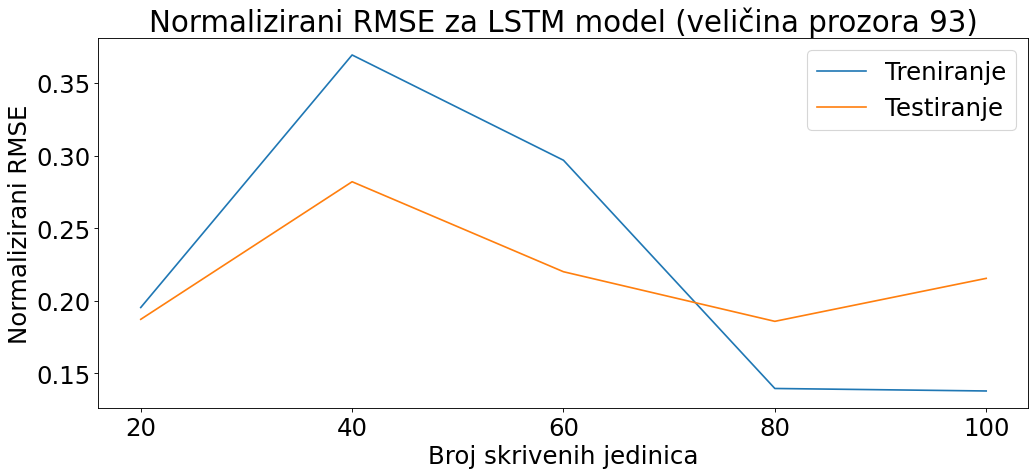 Normalizirani RMSE za LSTM model (veličina prozora 93)
Treniranje
Testiranje
Normalizirani RMSE
0.35
0.30
0.25
0.20
0.15
20 40 60 80 100
Broj skrivenih jedinica